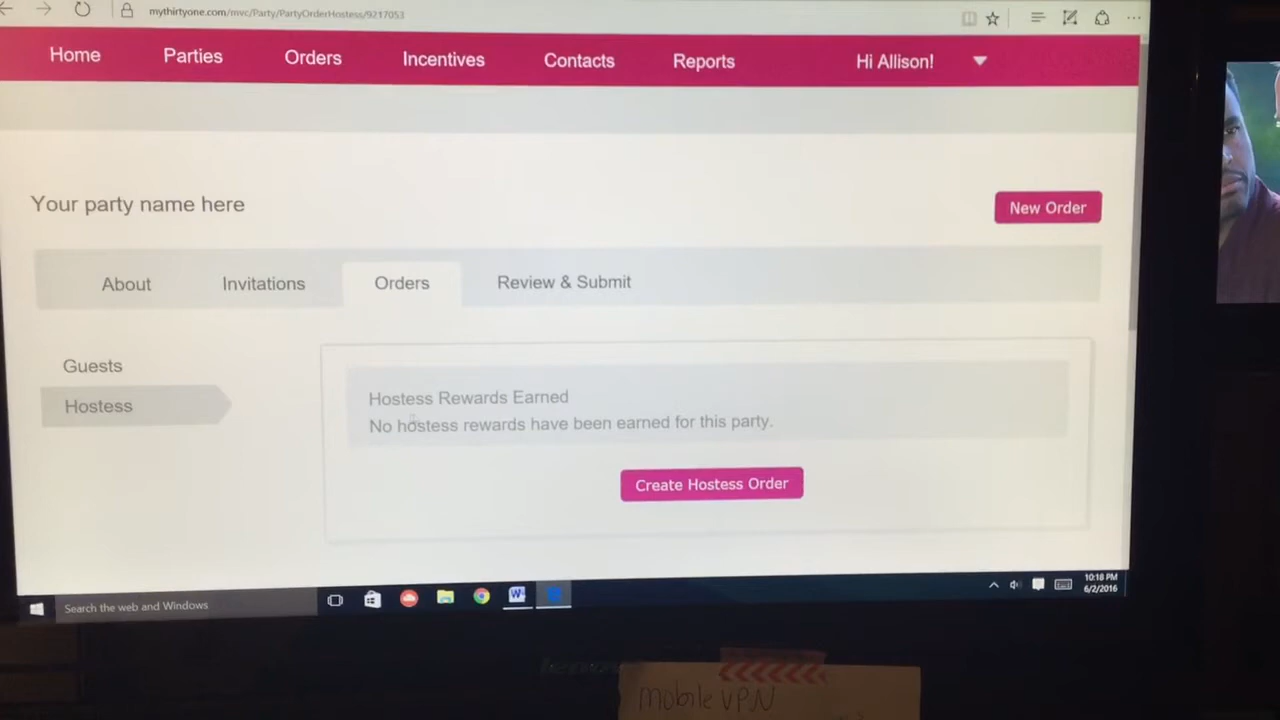 mythirtyone.com/mvc/Party/PartyOrderHostess/9217053
Home Parties Orders Incentives Contacts Reports Hi Allison!
Your party name here
New Order
About Invitations Orders Review & Submit
Guests
Hostess
Hostess Rewards Earned
No hostess rewards have been earned for this party.
Create Hostess Order
Search the web and Windows
10:18 PM
6/2/2016
lenovo
mobile VPN